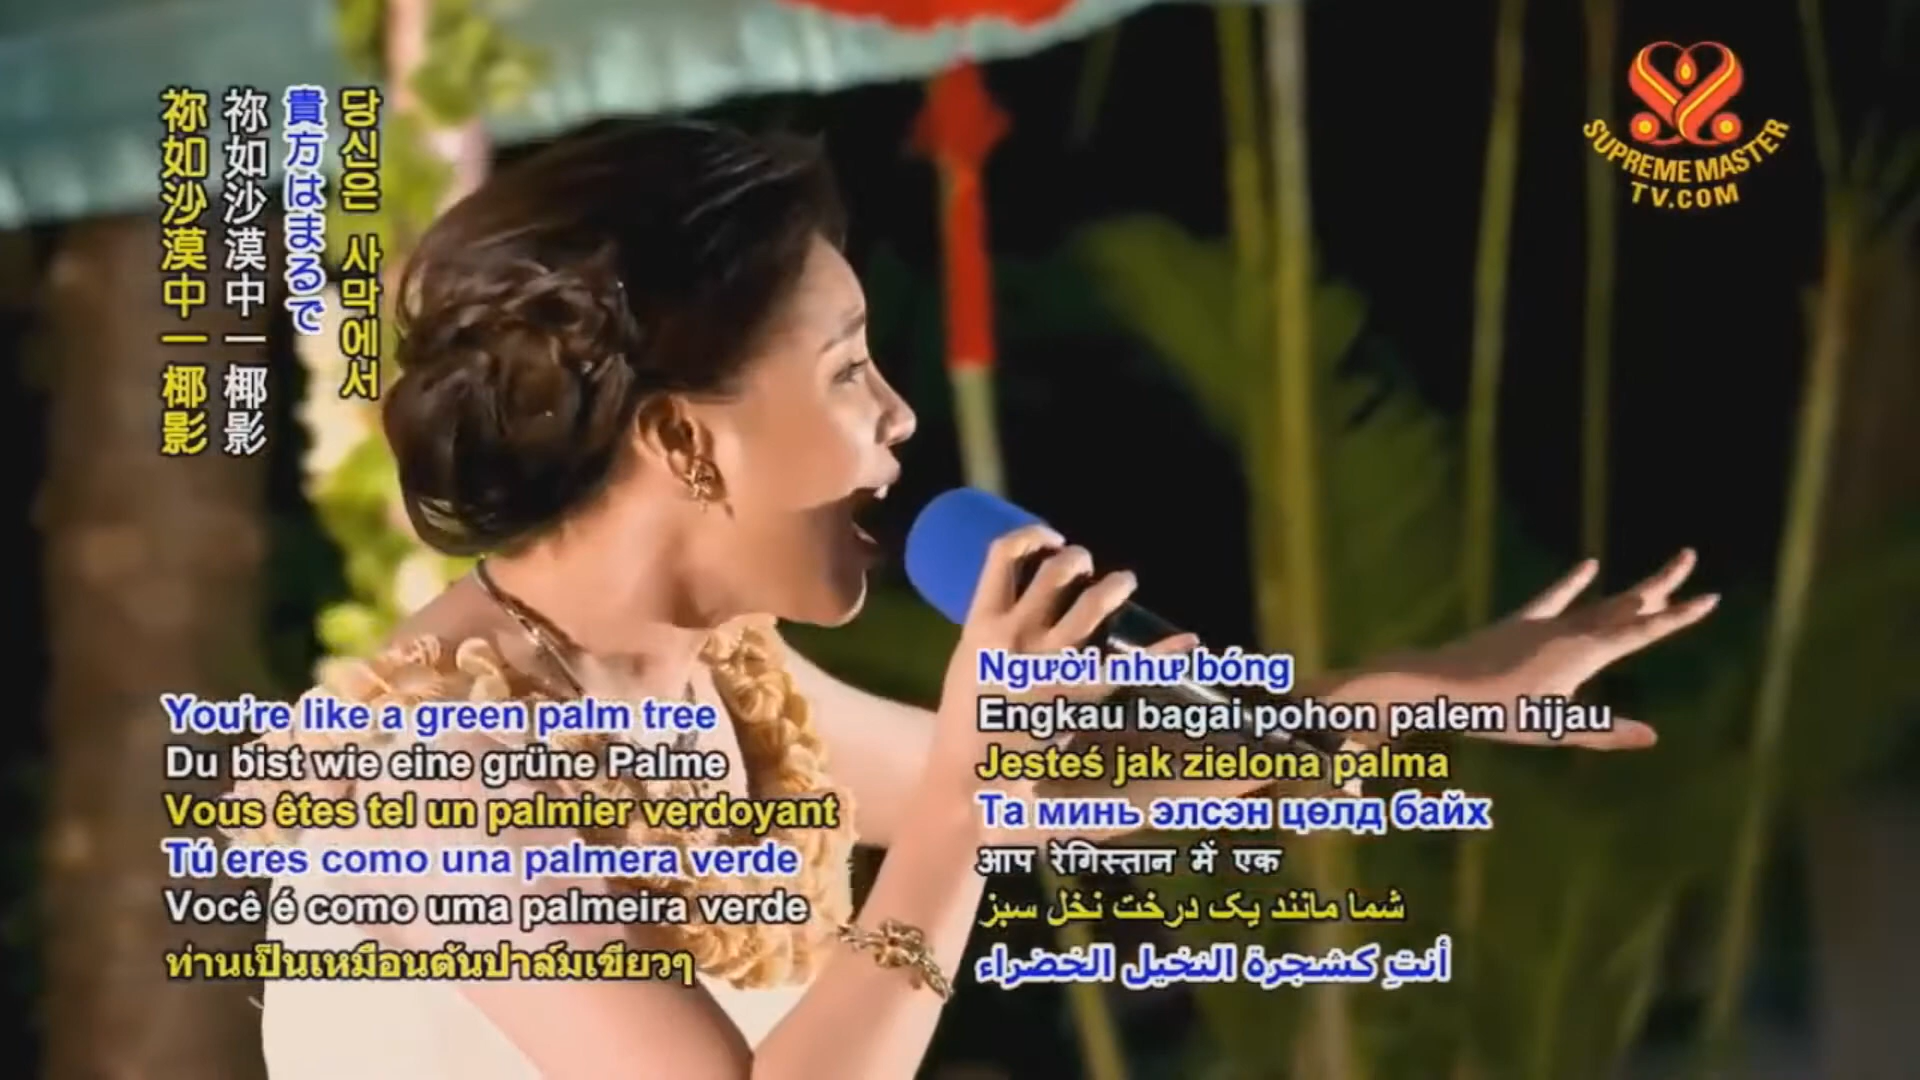 당신은 사막에서
貴方はまるで
祢如沙漠中一椰影
祢如沙漠中一椰影
SUPREME MASTER
TV.COM
You're like a green palm tree
Du bist wie eine grüne Palme
Vous êtes tel un palmier verdoyant
Tú eres como una palmera verde
Você é como uma palmeira verde
ท่านเป็นเหมือนต้นปาล์มเขียวๆ
Người như bóng
Engkau bagai pohon palem hijau
Jesteś jak zielona palma
Та минь элсэн цөлд байх
आप रेगिस्तान में एक
شما مانند یک درخت نخل سبز
أنتِ كشجرة النخيل الخضراء